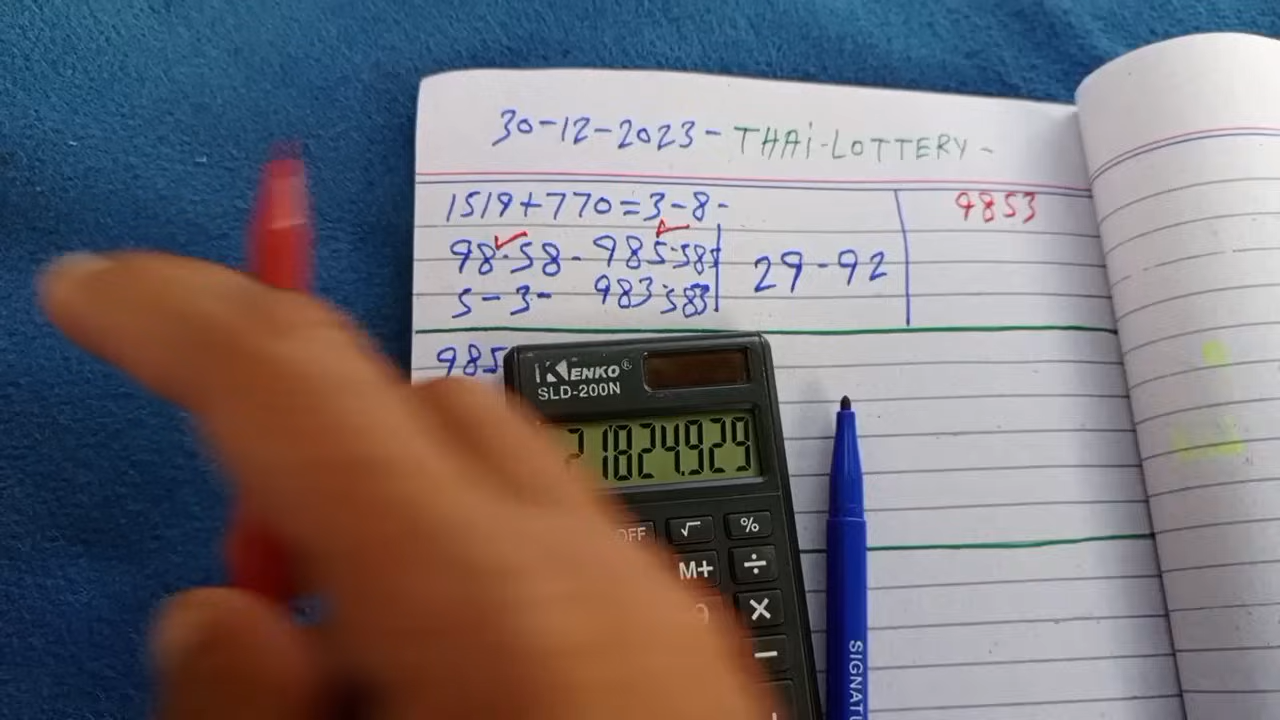 30-12-2023- THAi-LOTTERY-
1519+770=3-8-
9853
98-58- 985-585
29-92
5-3- 983-583
985
KENKO®
SLD-200N
21824.929
OFF √ %
M+ ÷
×
−
SIGNATU